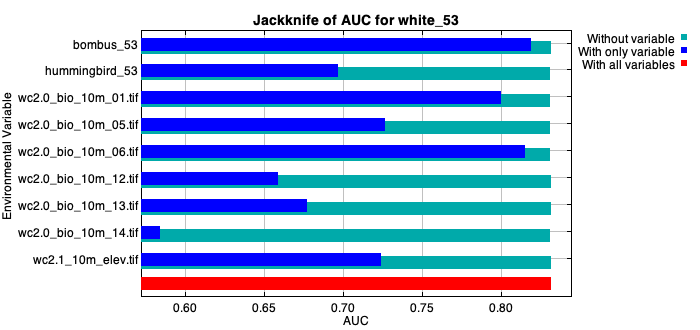 Jackknife of AUC for white_53
Without variable
With only variable
With all variables
Environmental Variable
bombus_53
hummingbird_53
wc2.0_bio_10m_01.tif
wc2.0_bio_10m_05.tif
wc2.0_bio_10m_06.tif
wc2.0_bio_10m_12.tif
wc2.0_bio_10m_13.tif
wc2.0_bio_10m_14.tif
wc2.1_10m_elev.tif
0.60 0.65 0.70 0.75 0.80
AUC